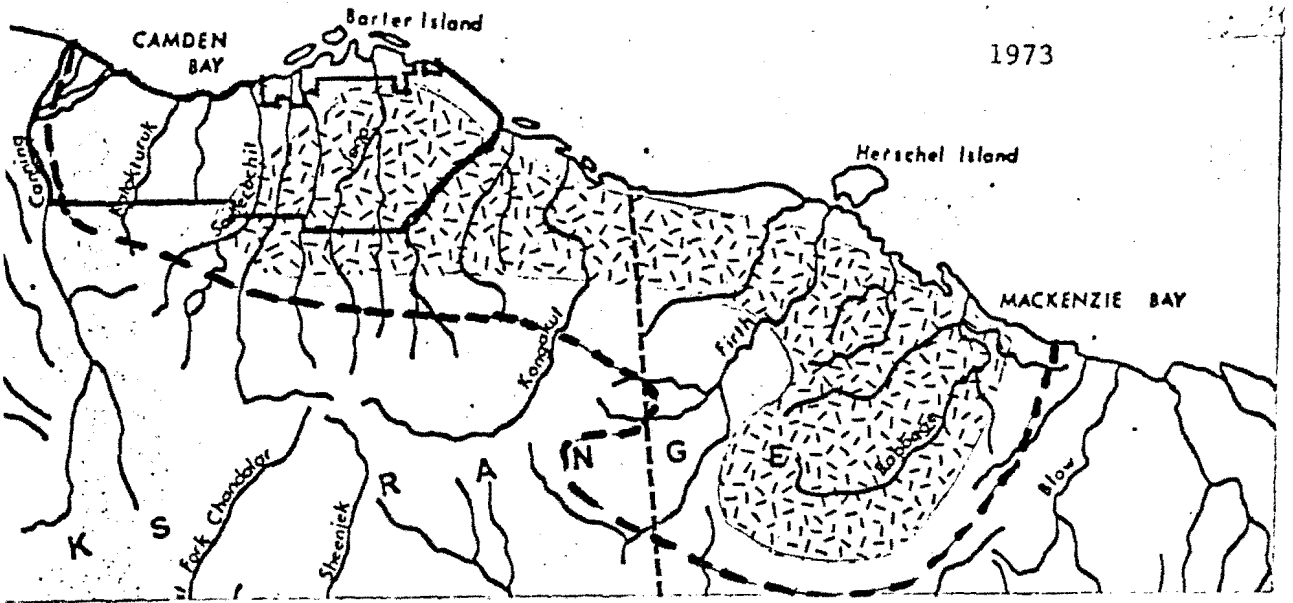 Barter Island
CAMDEN
BAY
1973
Canning
Katakturuk
Sadlerochit
Jago
Herschel Island
MACKENZIE BAY
Firth
Kongakut
Babbage
Blow
K S R A N G E
Fork Chandalar
Sheenjek